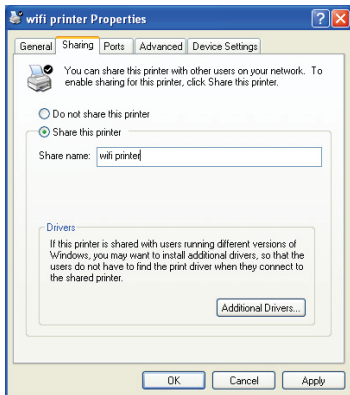 wifi printer Properties
General Sharing Ports Advanced Device Settings
You can share this printer with other users on your network. To
enable sharing for this printer, click Share this printer.
Do not share this printer
Share this printer
Share name: wifi printer
Drivers
If this printer is shared with users running different versions of
Windows, you may want to install additional drivers, so that the
users do not have to find the print driver when they connect to
the shared printer.
Additional Drivers...
OK Cancel Apply